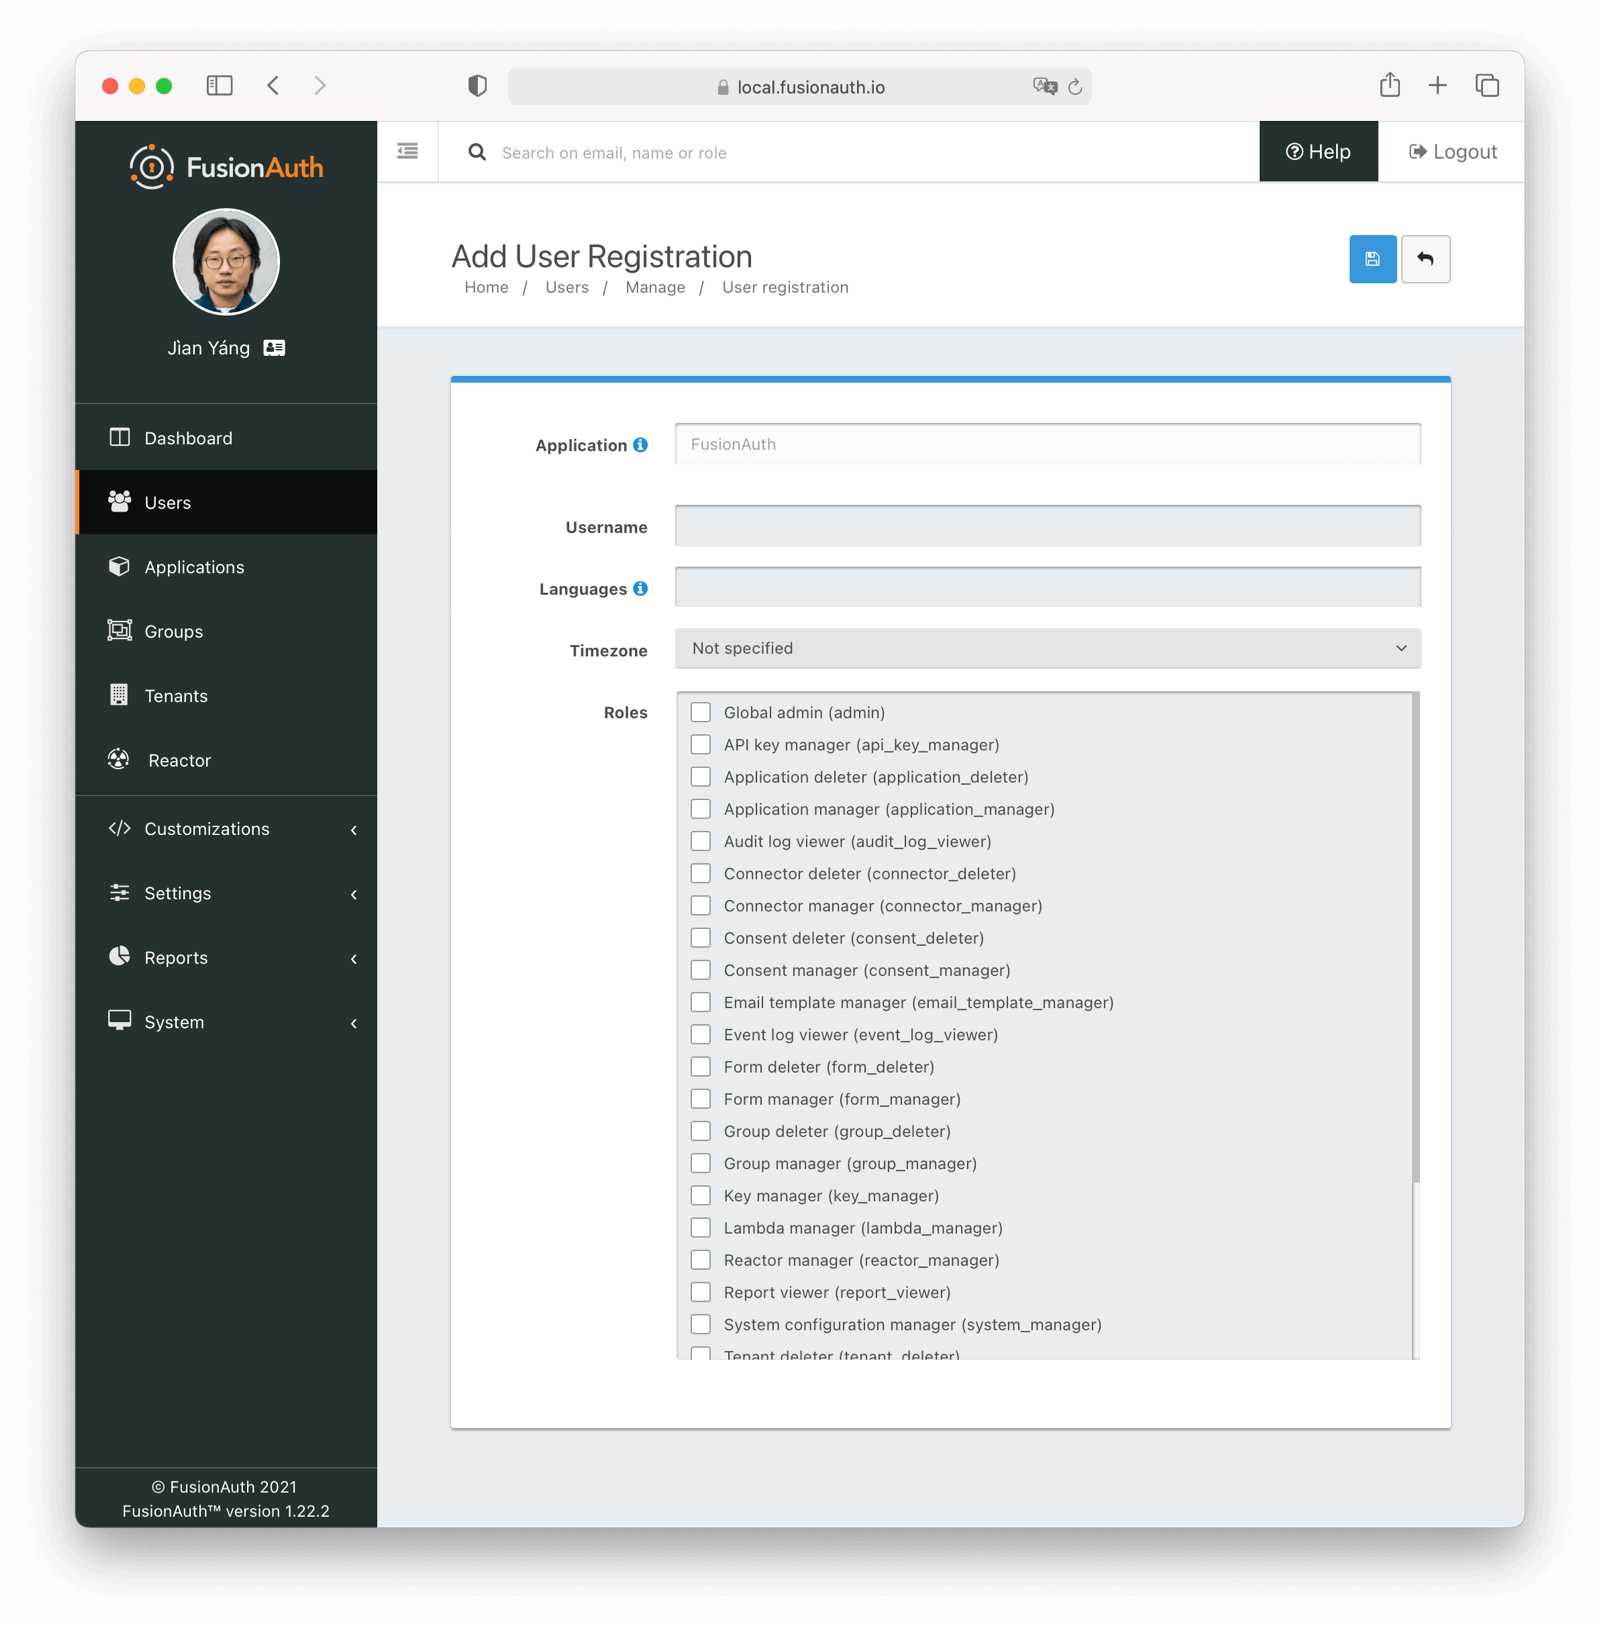 local.fusionauth.io
FusionAuth
Search on email, name or role
Help
Logout
Jìan Yáng
Add User Registration
Home / Users / Manage / User registration
Dashboard
Users
Applications
Groups
Tenants
Reactor
Customizations
Settings
Reports
System
Application
FusionAuth
Username
Languages
Timezone
Not specified
Roles
Global admin (admin)
API key manager (api_key_manager)
Application deleter (application_deleter)
Application manager (application_manager)
Audit log viewer (audit_log_viewer)
Connector deleter (connector_deleter)
Connector manager (connector_manager)
Consent deleter (consent_deleter)
Consent manager (consent_manager)
Email template manager (email_template_manager)
Event log viewer (event_log_viewer)
Form deleter (form_deleter)
Form manager (form_manager)
Group deleter (group_deleter)
Group manager (group_manager)
Key manager (key_manager)
Lambda manager (lambda_manager)
Reactor manager (reactor_manager)
Report viewer (report_viewer)
System configuration manager (system_manager)
Tenant deleter (tenant_deleter)
© FusionAuth 2021
FusionAuth™ version 1.22.2